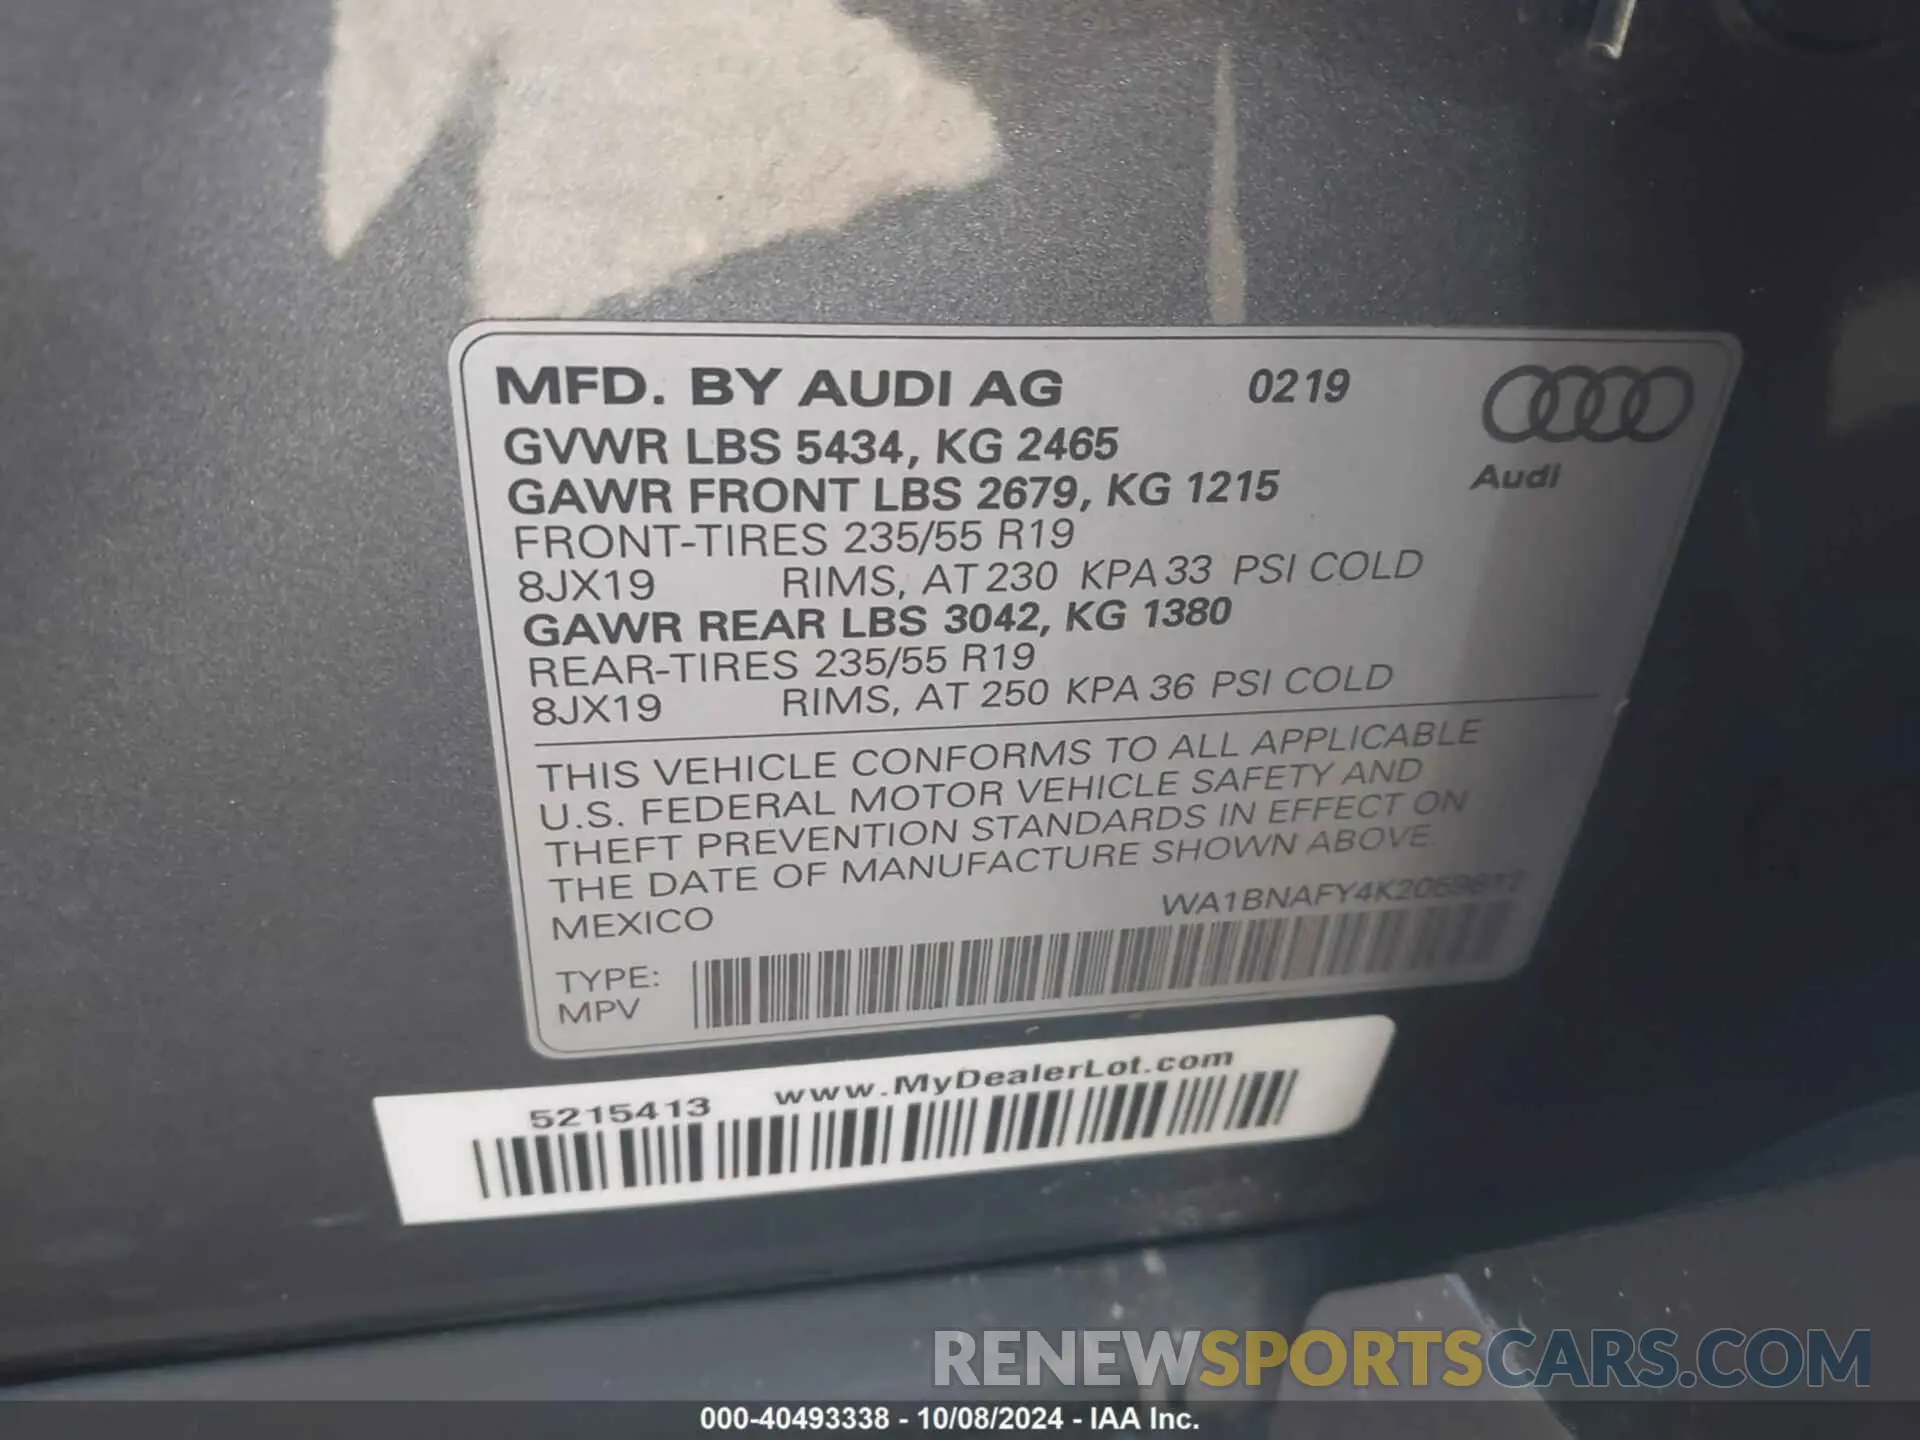 MFD. BY AUDI AG 0219
Audi
GVWR LBS 5434, KG 2465
GAWR FRONT LBS 2679, KG 1215
FRONT-TIRES 235/55 R19
8JX19 RIMS, AT 230 KPA 33 PSI COLD
GAWR REAR LBS 3042, KG 1380
REAR-TIRES 235/55 R19
8JX19 RIMS, AT 250 KPA 36 PSI COLD
THIS VEHICLE CONFORMS TO ALL APPLICABLE
U.S. FEDERAL MOTOR VEHICLE SAFETY AND
THEFT PREVENTION STANDARDS IN EFFECT ON
THE DATE OF MANUFACTURE SHOWN ABOVE.
MEXICO
TYPE:
MPV
5215413 www.MyDealerLot.com
RENEWSPORTSCARS.COM
000-40493338 - 10/08/2024 - IAA Inc.